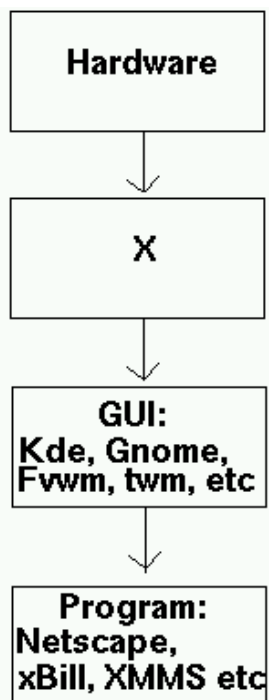 Hardware
X
GUI:
Kde, Gnome,
Fvwm, twm, etc
Program:
Netscape,
xBill, XMMS etc